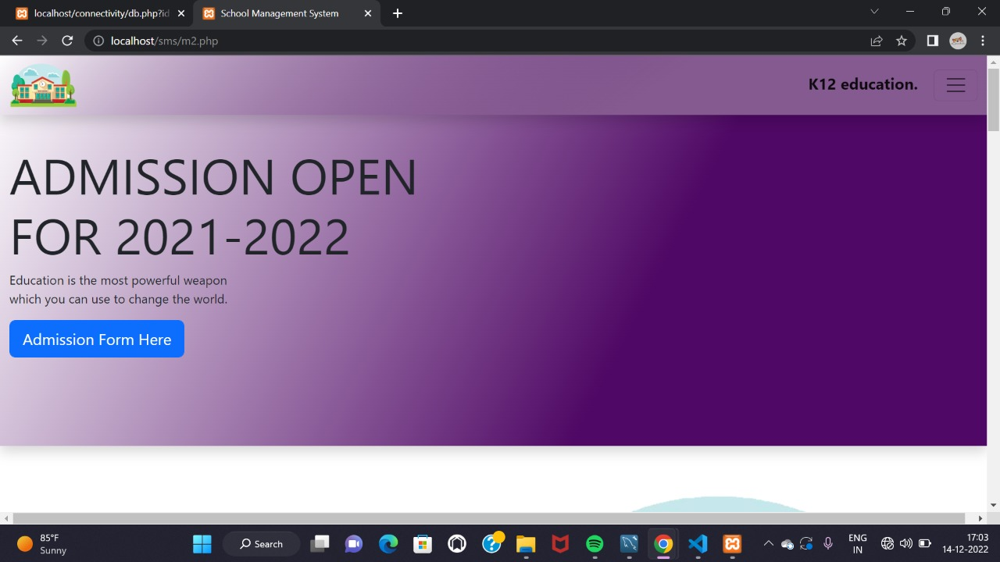 localhost/connectivity/db.php?id
School Management System
localhost/sms/m2.php
K12 education.
ADMISSION OPEN
FOR 2021-2022
Education is the most powerful weapon
which you can use to change the world.
Admission Form Here
85°F
Sunny
Search
ENG
IN
17:03
14-12-2022